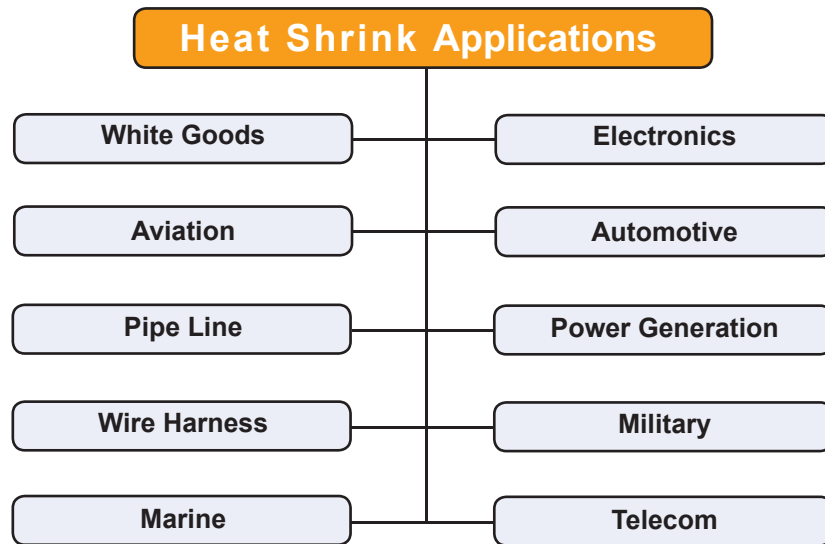 Heat Shrink Applications
White Goods
Electronics
Aviation
Automotive
Pipe Line
Power Generation
Wire Harness
Military
Marine
Telecom